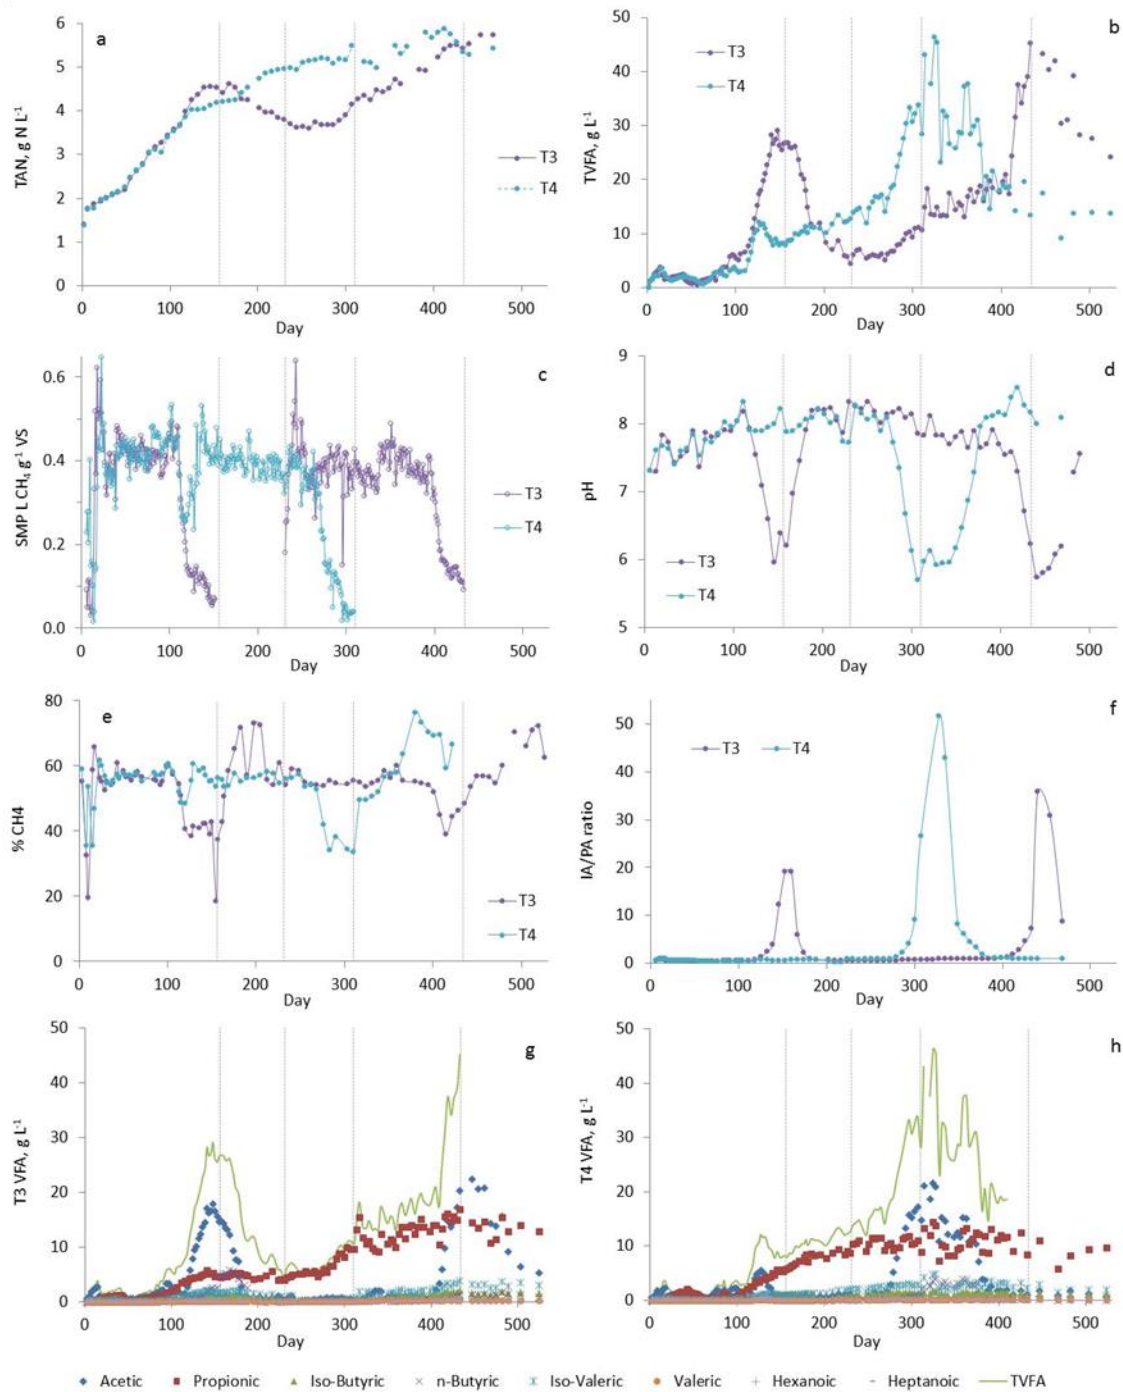 a
TAN, g N L⁻¹
6
5
4
3
2
1
0
0 100 200 300 400 500
Day
T3
T4
b
TVFA, g L⁻¹
50
40
30
20
10
0
0 100 200 300 400 500
Day
T3
T4
c
SMP L CH₄ g⁻¹ VS
0.6
0.4
0.2
0.0
0 100 200 300 400 500
Day
T3
T4
d
pH
9
8
7
6
5
0 100 200 300 400 500
Day
T3
T4
e
% CH4
80
60
40
20
0
0 100 200 300 400 500
Day
T3
T4
f
IA/PA ratio
50
40
30
20
10
0
0 100 200 300 400 500
Day
T3 T4
g
T3 VFA, g L⁻¹
50
40
30
20
10
0
0 100 200 300 400 500
Day
h
T4 VFA, g L⁻¹
50
40
30
20
10
0
0 100 200 300 400 500
Day
Acetic Propionic Iso-Butyric n-Butyric Iso-Valeric Valeric Hexanoic Heptanoic TVFA